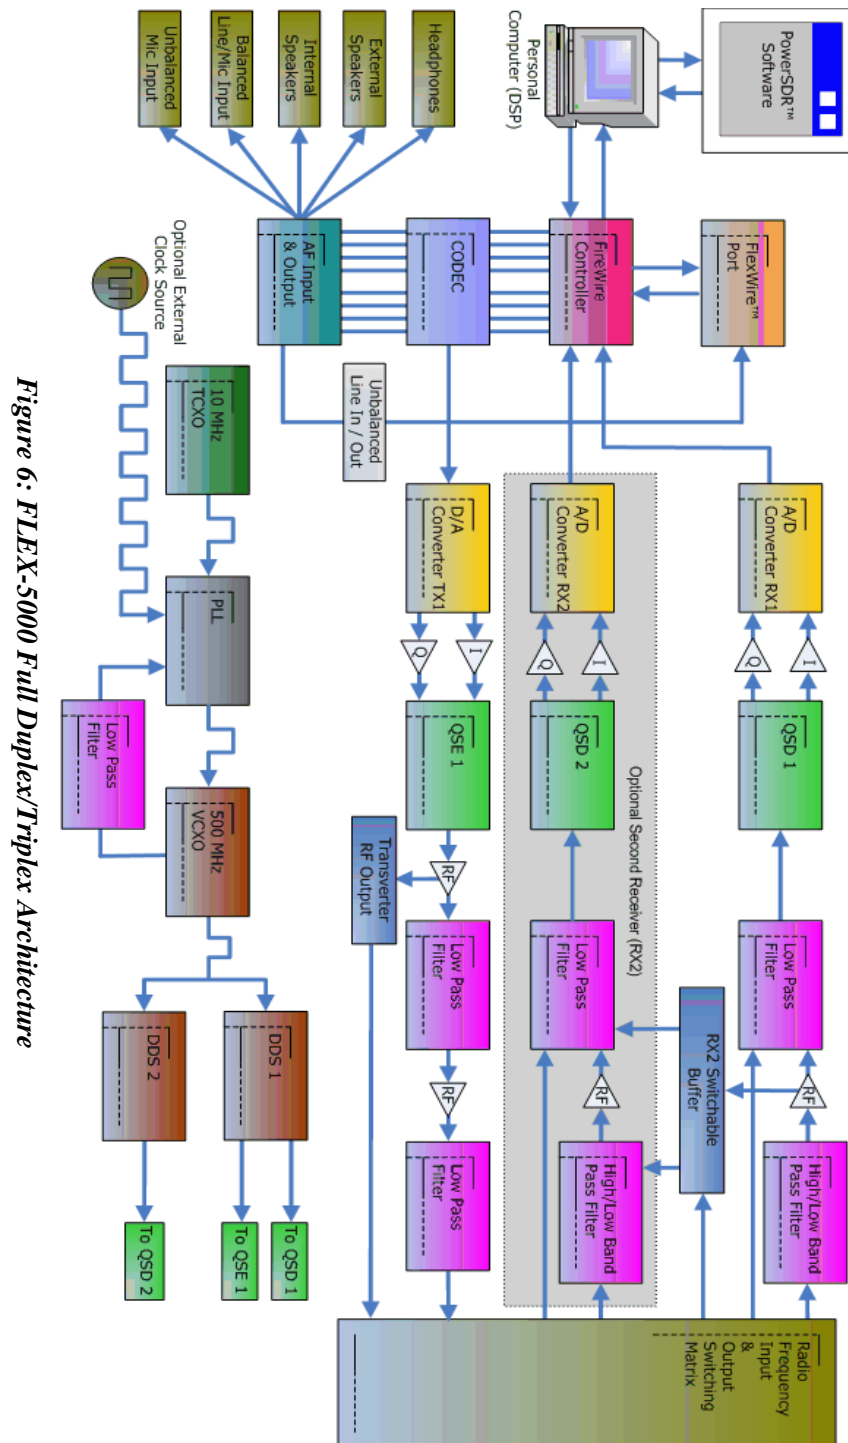 PowerSDR™
Software
Personal
Computer (DSP)
Headphones
External
Speakers
Internal
Speakers
Balanced
Line/Mic Input
Unbalanced
Mic Input
FlexWire™
Port
FireWire
Controller
CODEC
AF Input
& Output
Unbalanced
Line In / Out
Optional External
Clock Source
10 MHz
TCXO
PLL
Low Pass
Filter
500 MHz
VCXO
DDS 1
DDS 2
To QSD 1
To QSE 1
To QSD 2
A/D
Converter RX1
I
Q
QSD 1
Low Pass
Filter
RF
High/Low Band
Pass Filter
RX2 Switchable
Buffer
Optional Second Receiver (RX2)
A/D
Converter RX2
I
Q
QSD 2
Low Pass
Filter
RF
High/Low Band
Pass Filter
D/A
Converter TX1
I
Q
QSE 1
RF
Transverter
RF Output
Low Pass
Filter
RF
Low Pass
Filter
Radio
Frequency
Input
&
Output
Switching
Matrix
Figure 6: FLEX-5000 Full Duplex/Triplex Architecture